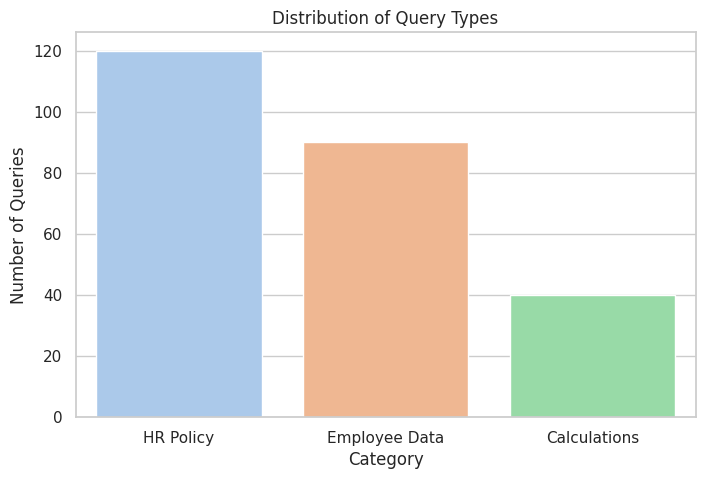 Distribution of Query Types
Number of Queries
120
100
80
60
40
20
0
HR Policy
Employee Data
Calculations
Category